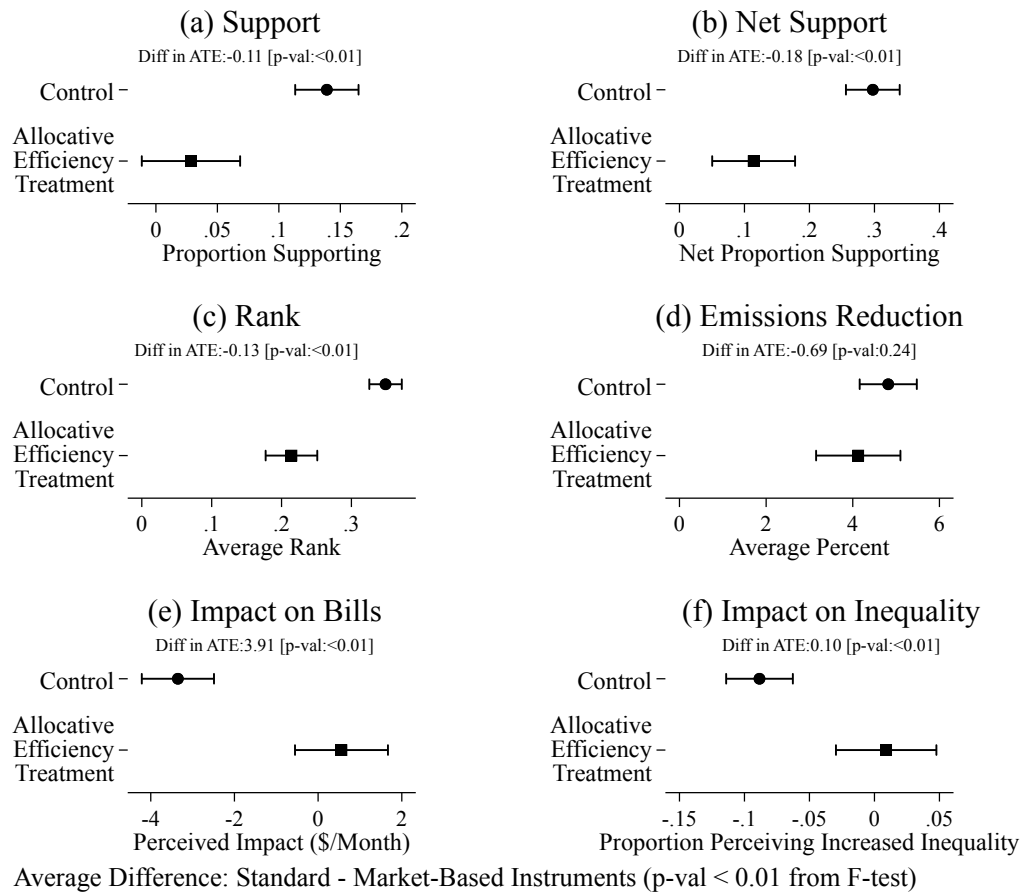 (a) Support
Diff in ATE:-0.11 [p-val:<0.01]
Control
Allocative
Efficiency
Treatment
0 .05 .1 .15 .2
Proportion Supporting
(b) Net Support
Diff in ATE:-0.18 [p-val:<0.01]
Control
Allocative
Efficiency
Treatment
0 .1 .2 .3 .4
Net Proportion Supporting
(c) Rank
Diff in ATE:-0.13 [p-val:<0.01]
Control
Allocative
Efficiency
Treatment
0 .1 .2 .3
Average Rank
(d) Emissions Reduction
Diff in ATE:-0.69 [p-val:0.24]
Control
Allocative
Efficiency
Treatment
0 2 4 6
Average Percent
(e) Impact on Bills
Diff in ATE:3.91 [p-val:<0.01]
Control
Allocative
Efficiency
Treatment
-4 -2 0 2
Perceived Impact ($/Month)
(f) Impact on Inequality
Diff in ATE:0.10 [p-val:<0.01]
Control
Allocative
Efficiency
Treatment
-.15 -.1 -.05 0 .05
Proportion Perceiving Increased Inequality
Average Difference: Standard - Market-Based Instruments (p-val < 0.01 from F-test)